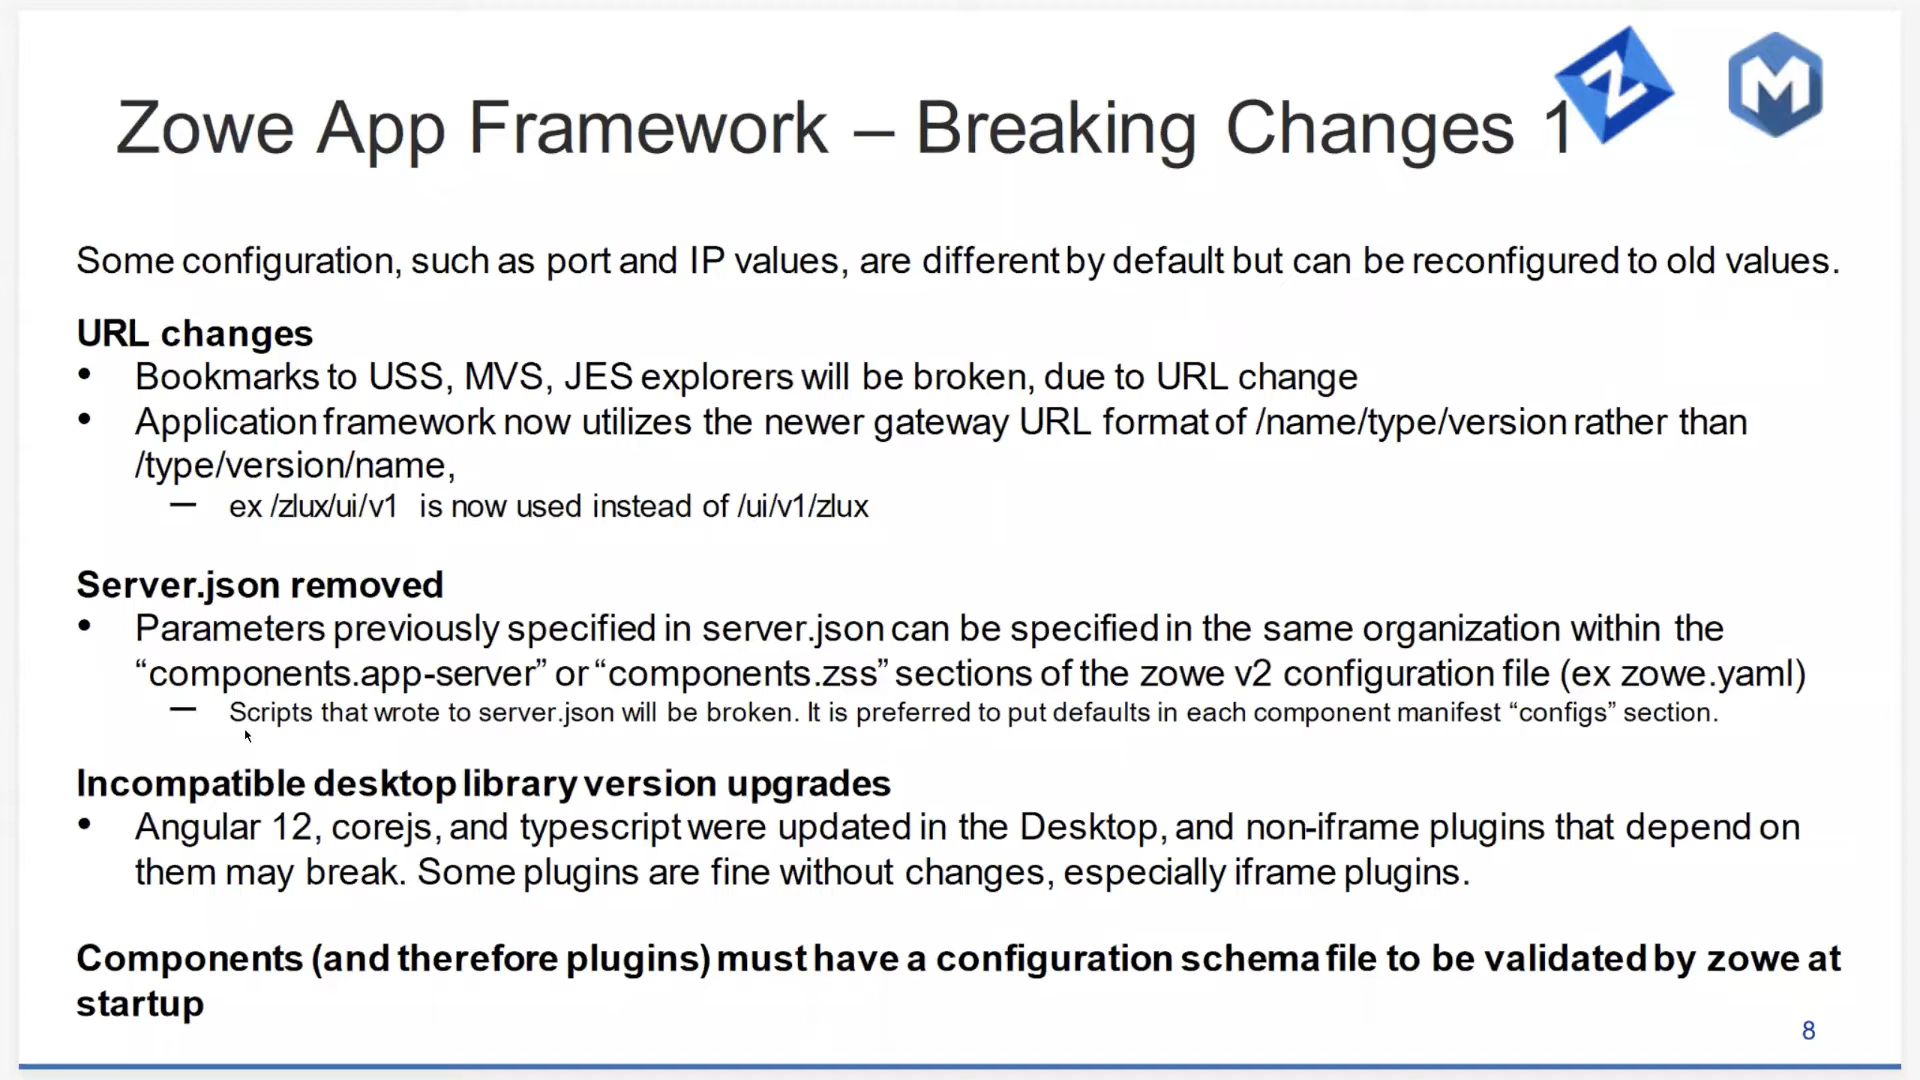 Zowe App Framework – Breaking Changes 1
Z
M
Some configuration, such as port and IP values, are different by default but can be reconfigured to old values.
URL changes
• Bookmarks to USS, MVS, JES explorers will be broken, due to URL change
• Application framework now utilizes the newer gateway URL format of /name/type/version rather than
/type/version/name,
– ex /zlux/ui/v1 is now used instead of /ui/v1/zlux
Server.json removed
• Parameters previously specified in server.json can be specified in the same organization within the
“components.app-server” or “components.zss” sections of the zowe v2 configuration file (ex zowe.yaml)
– Scripts that wrote to server.json will be broken. It is preferred to put defaults in each component manifest “configs” section.
Incompatible desktop library version upgrades
• Angular 12, corejs, and typescript were updated in the Desktop, and non-iframe plugins that depend on
them may break. Some plugins are fine without changes, especially iframe plugins.
Components (and therefore plugins) must have a configuration schema file to be validated by zowe at
startup
8